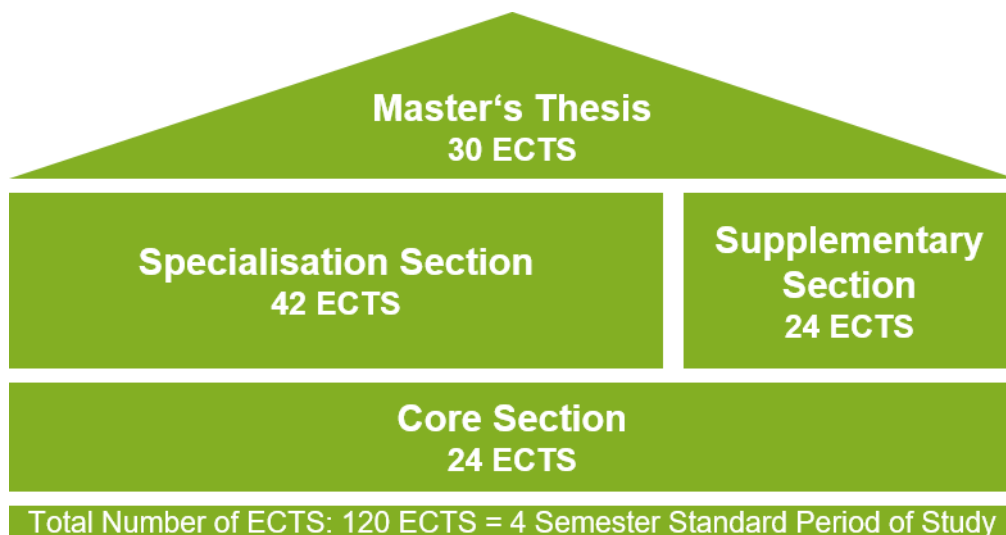 Master‘s Thesis
30 ECTS
Specialisation Section
42 ECTS
Supplementary
Section
24 ECTS
Core Section
24 ECTS
Total Number of ECTS: 120 ECTS = 4 Semester Standard Period of Study